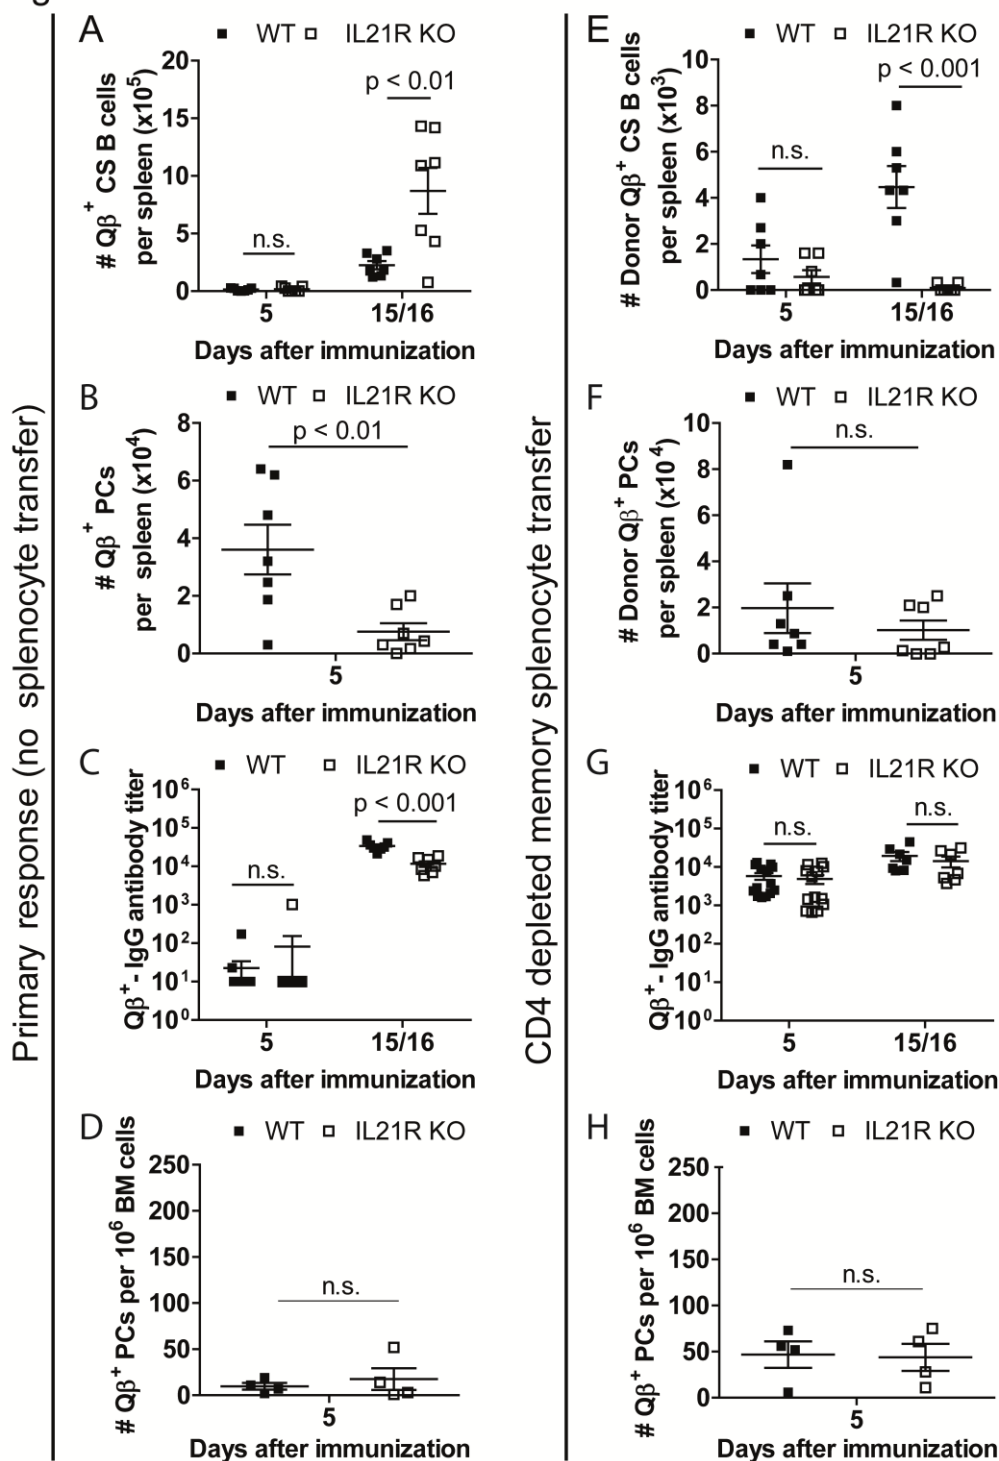 Primary response (no splenocyte transfer)
A
WT IL21R KO
# Qβ+ CS B cells
per spleen (x10^5)
20
15
10
5
0
n.s.
p < 0.01
5 15/16
Days after immunization
B
WT IL21R KO
# Qβ+ PCs
per spleen (x10^4)
8
6
4
2
0
p < 0.01
5
Days after immunization
C
WT IL21R KO
Qβ+- IgG antibody titer
10^6
10^5
10^4
10^3
10^2
10^1
10^0
n.s.
p < 0.001
5 15/16
Days after immunization
D
WT IL21R KO
# Qβ+ PCs per 10^6 BM cells
250
200
150
100
50
0
n.s.
5
Days after immunization
CD4 depleted memory splenocyte transfer
E
WT IL21R KO
# Donor Qβ+ CS B cells
per spleen (x10^3)
10
8
6
4
2
0
n.s.
p < 0.001
5 15/16
Days after immunization
F
WT IL21R KO
# Donor Qβ+ PCs
per spleen (x10^4)
10
8
6
4
2
0
n.s.
5
Days after immunization
G
WT IL21R KO
Qβ+- IgG antibody titer
10^6
10^5
10^4
10^3
10^2
10^1
10^0
n.s.
n.s.
5 15/16
Days after immunization
H
WT IL21R KO
# Qβ+ PCs per 10^6 BM cells
250
200
150
100
50
0
n.s.
5
Days after immunization